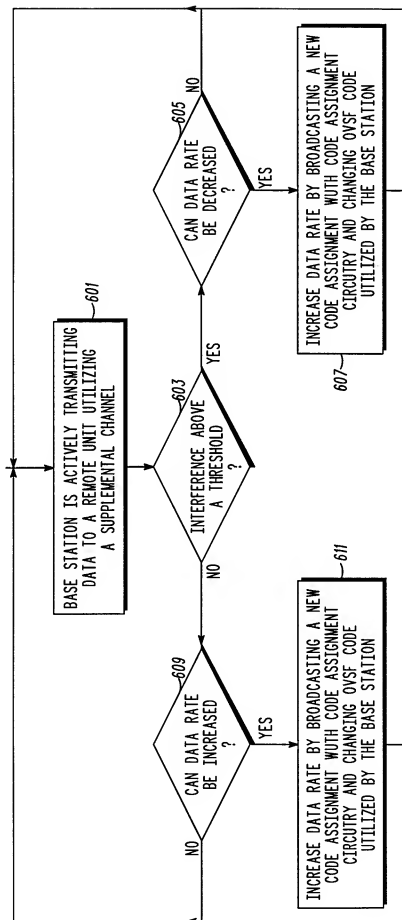 601
BASE STATION IS ACTIVELY TRANSMITTING
DATA TO A REMOTE UNIT UTILIZING
A SUPPLEMENTAL CHANNEL
603
INTERFERENCE ABOVE
A THRESHOLD
?
NO
YES
609
CAN DATA RATE
BE INCREASED
?
NO
YES
605
CAN DATA RATE
BE DECREASED
?
NO
YES
611
INCREASE DATA RATE BY BROADCASTING A NEW
CODE ASSIGNMENT WUTH CODE ASSIGNMENT
CIRCUTRY AND CHANGING OVSF CODE
UTILIZED BY THE BASE STATION
607
INCREASE DATA RATE BY BROADCASTING A NEW
CODE ASSIGNMENT WUTH CODE ASSIGNMENT
CIRCUTRY AND CHANGING OVSF CODE
UTILIZED BY THE BASE STATION